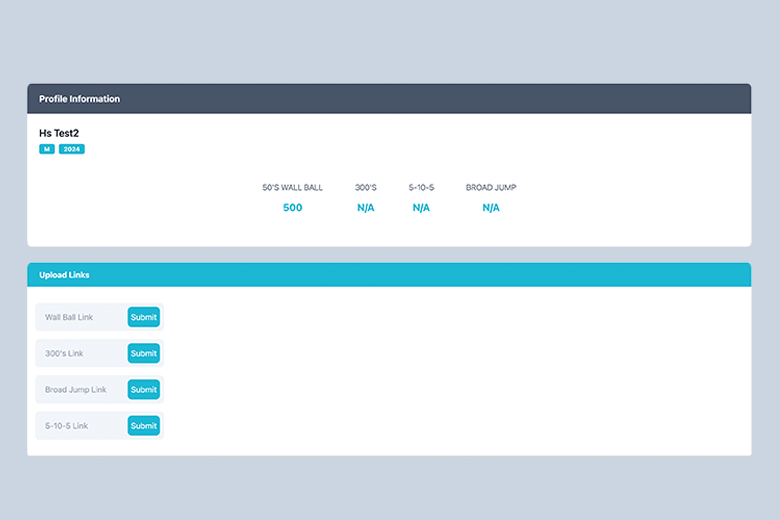 Profile Information
Hs Test2
M 2024
50'S WALL BALL 300'S 5-10-5 BROAD JUMP
500 N/A N/A N/A
Upload Links
Wall Ball Link Submit
300's Link Submit
Broad Jump Link Submit
5-10-5 Link Submit